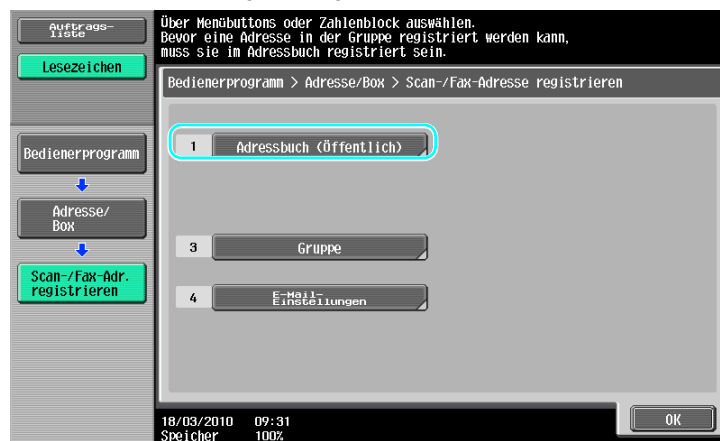 Auftrags-
liste
Lesezeichen
Über Menübuttons oder Zahlenblock auswählen.
Bevor eine Adresse in der Gruppe registriert werden kann,
muss sie im Adressbuch registriert sein.
Bedienerprogramm > Adresse/Box > Scan-/Fax-Adresse registrieren
Bedienerprogramm
Adresse/
Box
Scan-/Fax-Adr.
registrieren
1 Adressbuch (Öffentlich)
3 Gruppe
4 E-Mail-
Einstellungen
18/03/2010 09:31
Speicher 100%
OK